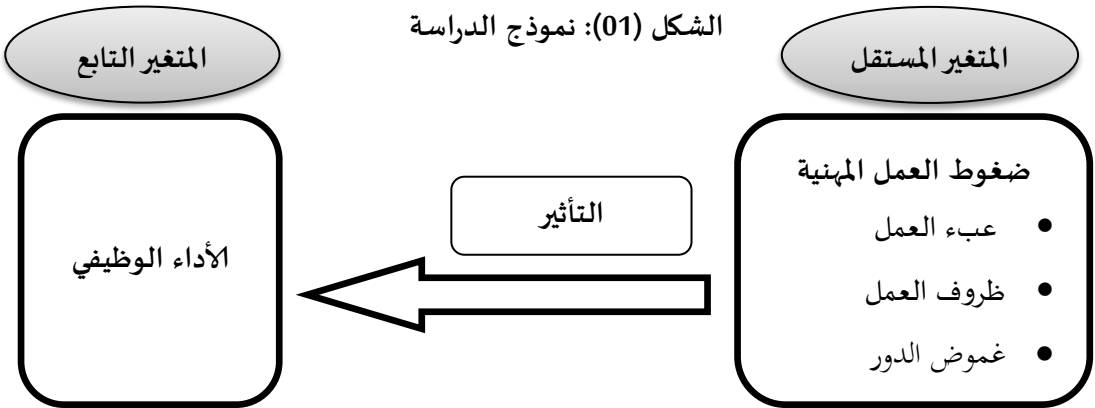 الشكل (01): نموذج الدراسة
المتغير المستقل
المتغير التابع
ضغوط العمل المهنية
● عبء العمل
● ظروف العمل
● غموض الدور
التأثير
الأداء الوظيفي